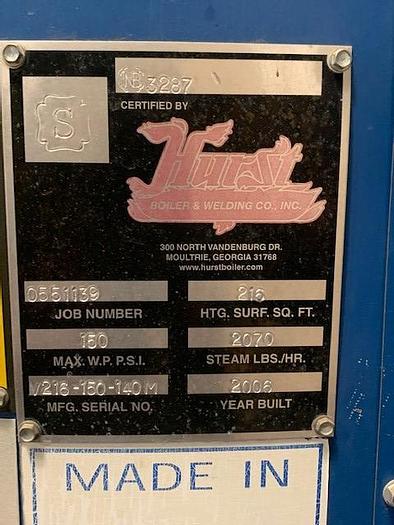 NB 3287
S
CERTIFIED BY
Hurst
BOILER & WELDING CO., INC.
300 NORTH VANDENBURG DR.
MOULTRIE, GEORGIA 31768
www.hurstboiler.com
0551139
216
JOB NUMBER
HTG. SURF. SQ. FT.
150
2070
MAX. W.P. P.S.I.
STEAM LBS./HR.
V216-150-140M
2006
MFG. SERIAL NO.
YEAR BUILT
MADE IN